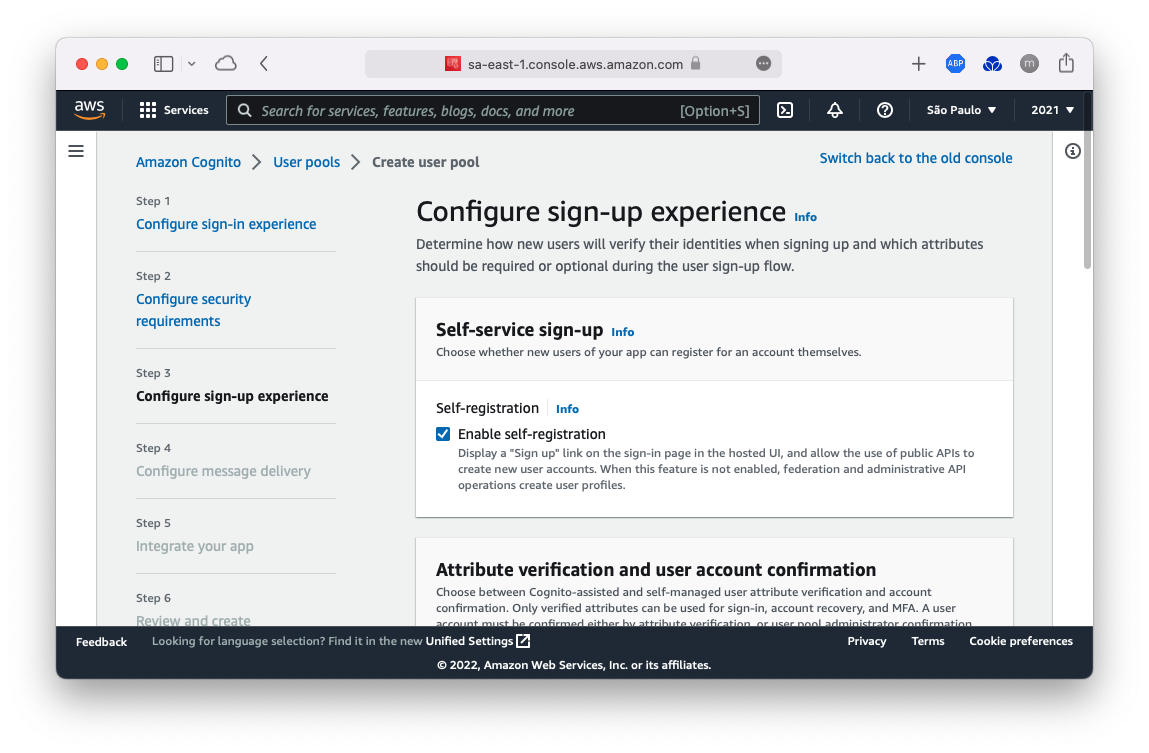 sa-east-1.console.aws.amazon.com
ABP
m
aws
Services
Search for services, features, blogs, docs, and more
[Option+S]
São Paulo
2021
Amazon Cognito
User pools
Create user pool
Switch back to the old console
Step 1
Configure sign-in experience
Step 2
Configure security
requirements
Step 3
Configure sign-up experience
Step 4
Configure message delivery
Step 5
Integrate your app
Step 6
Review and create
Configure sign-up experience Info
Determine how new users will verify their identities when signing up and which attributes
should be required or optional during the user sign-up flow.
Self-service sign-up Info
Choose whether new users of your app can register for an account themselves.
Self-registration Info
Enable self-registration
Display a "Sign up" link on the sign-in page in the hosted UI, and allow the use of public APIs to
create new user accounts. When this feature is not enabled, federation and administrative API
operations create user profiles.
Attribute verification and user account confirmation
Choose between Cognito-assisted and self-managed user attribute verification and account
confirmation. Only verified attributes can be used for sign-in, account recovery, and MFA. A user
account must be confirmed either by attribute verification, or user pool administrator confirmation
Feedback
Looking for language selection? Find it in the new Unified Settings
Privacy
Terms
Cookie preferences
© 2022, Amazon Web Services, Inc. or its affiliates.